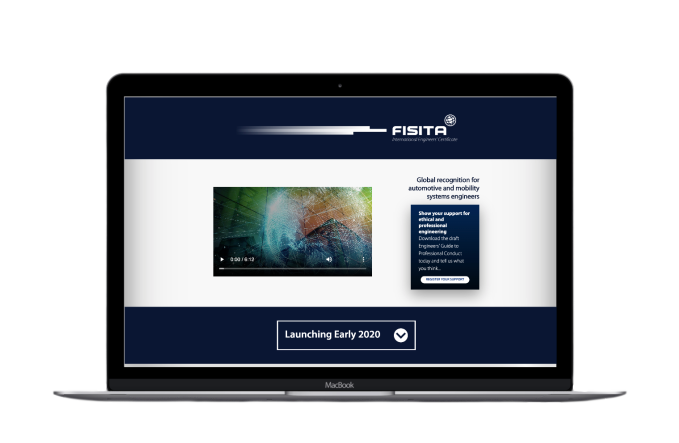 FISITA
International Engineers' Certificate
Global recognition for
automotive and mobility
systems engineers
Show your support for
ethical and
professional
engineering
Download the draft
Engineers' Guide to
Professional Conduct
today and tell us what
you think...
REGISTER YOUR SUPPORT
0:00 / 6:12
Launching Early 2020
MacBook